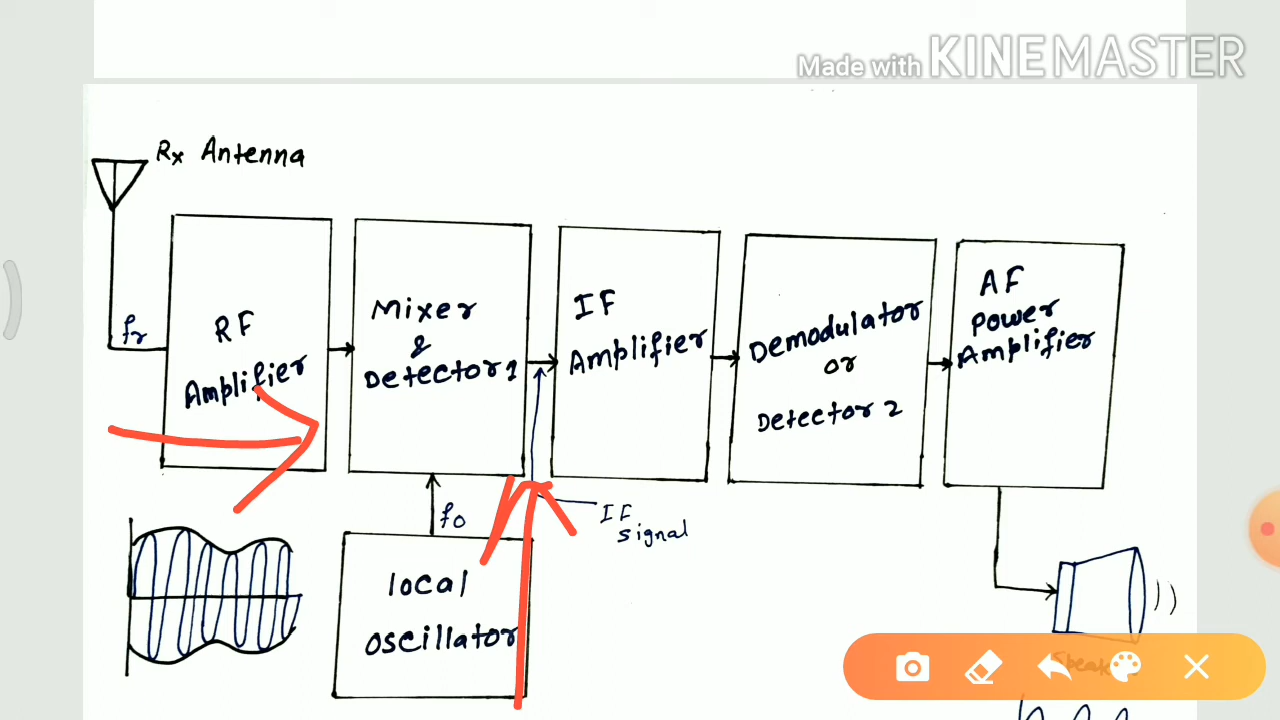 Made with KINEMASTER
Rx Antenna
fr
RF
Amplifier
Mixer
&
Detector 1
IF
Amplifier
Demodulator
or
Detector 2
AF
Power
Amplifier
fo
IF
signal
local
oscillator